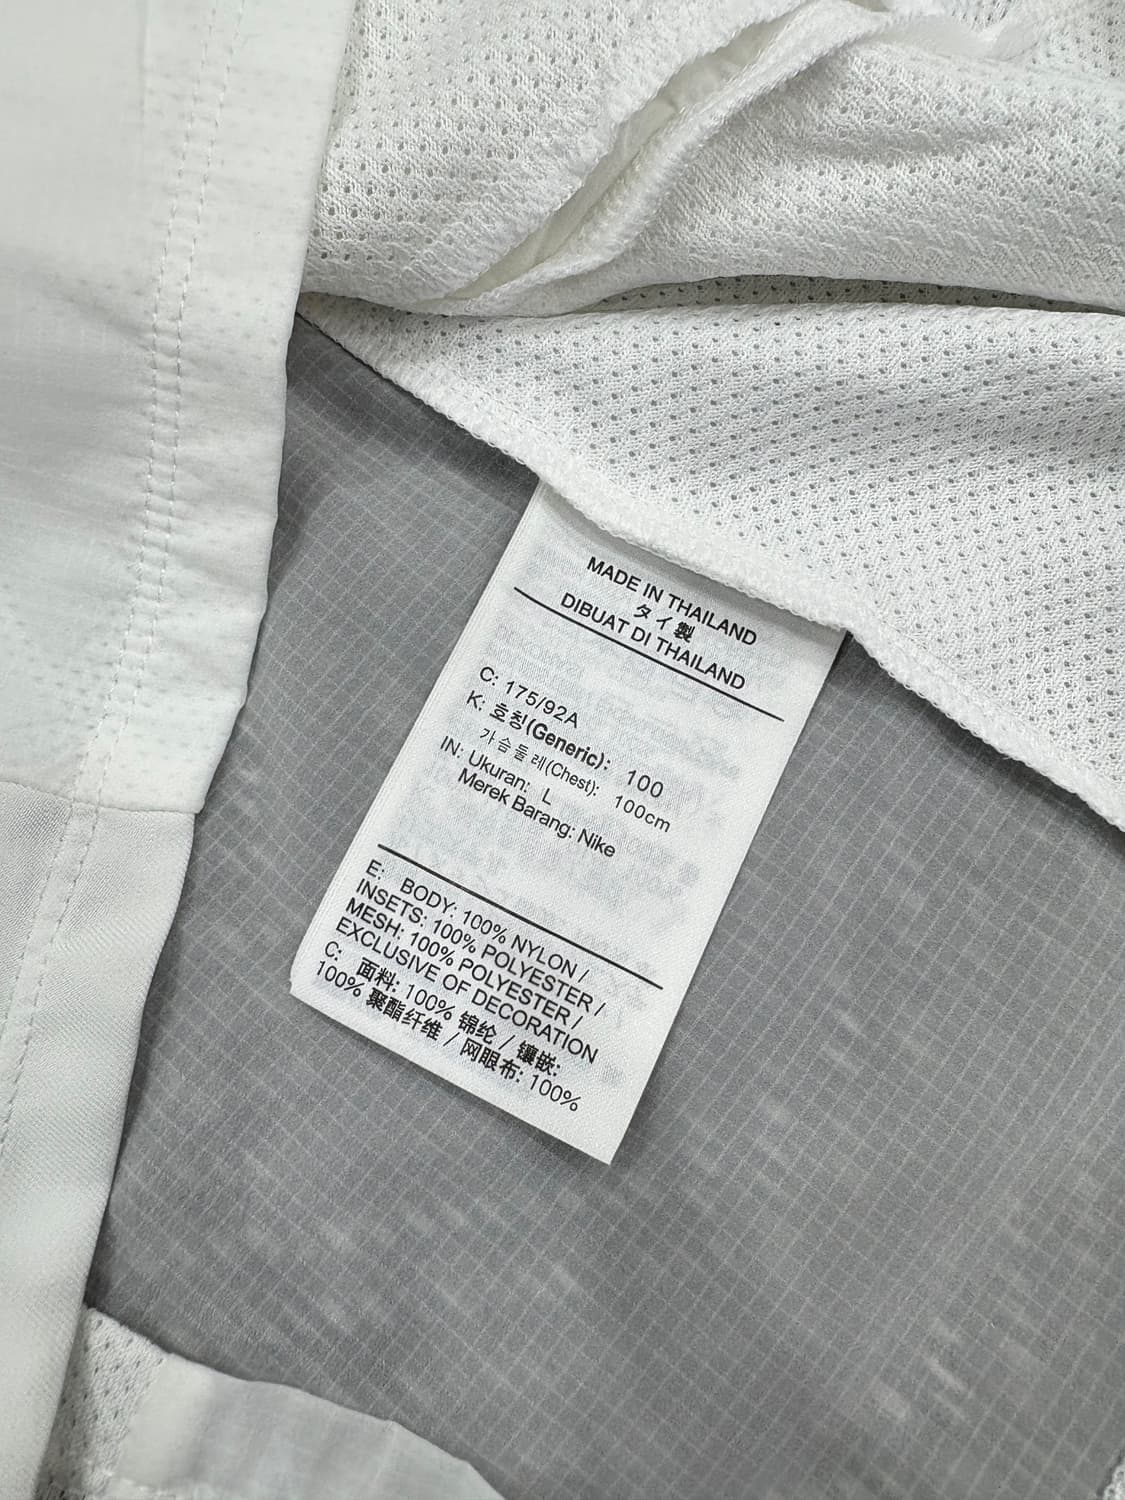 MADE IN THAILAND
タイ製
DIBUAT DI THAILAND
C: 175/92A
K: 호칭(Generic): 100
가슴둘레(Chest): 100cm
IN: Ukuran: L
Merek Barang: Nike
E: BODY: 100% NYLON /
INSETS: 100% POLYESTER /
MESH: 100% POLYESTER /
EXCLUSIVE OF DECORATION
C: 面料: 100% 锦纶 / 镶嵌:
100% 聚酯纤维 / 网眼布: 100%